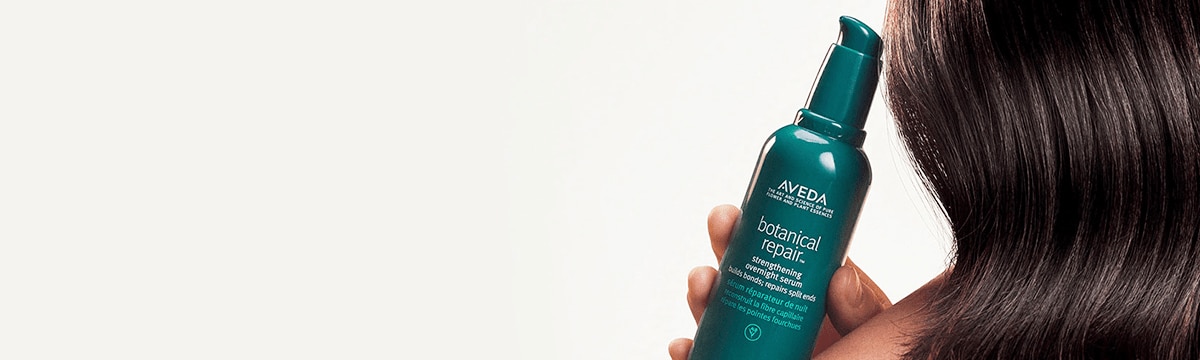 AVEDA
THE ART AND SCIENCE OF PURE
FLOWER AND PLANT ESSENCES
botanical
repair™
strengthening
overnight serum
builds bonds; repairs split ends
sérum réparateur de nuit
reconstruit la fibre capillaire
répare les pointes fourchues